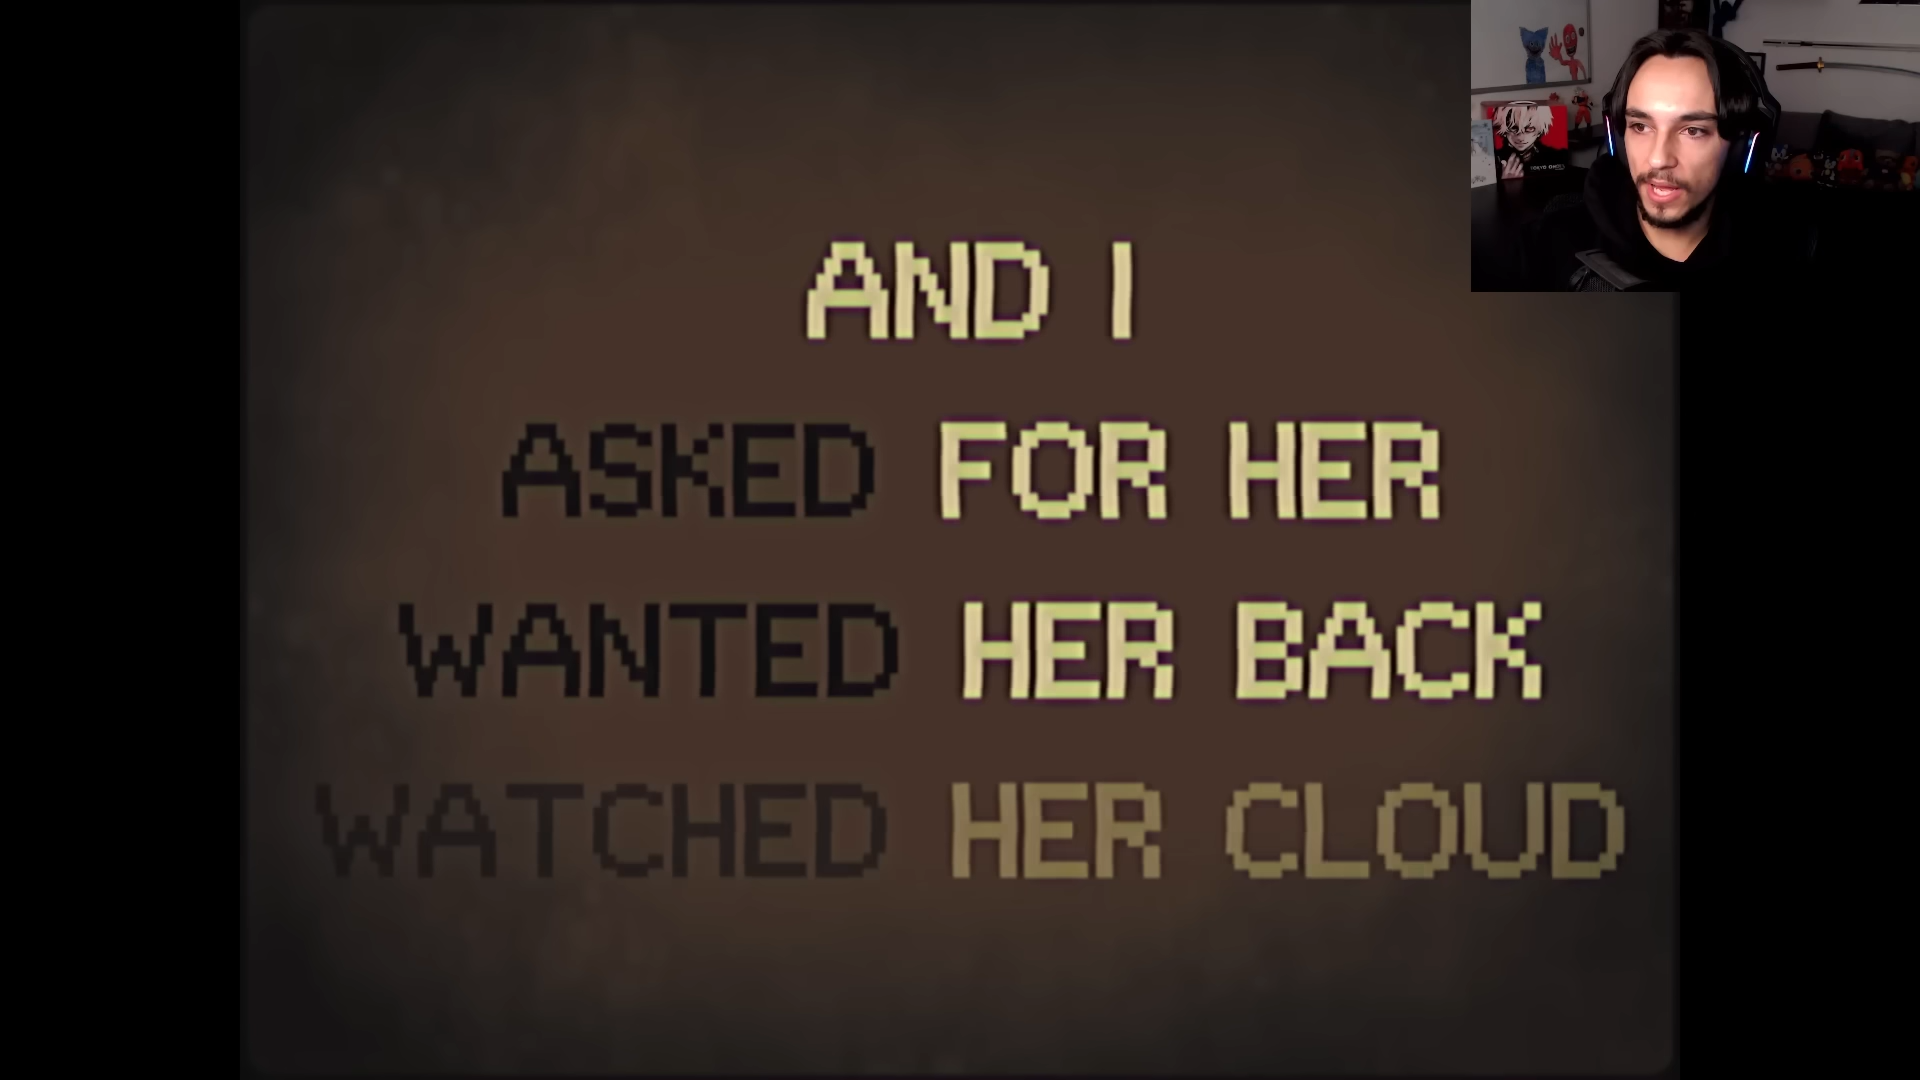 AND I
ASKED FOR HER
WANTED HER BACK
WATCHED HER CLOUD